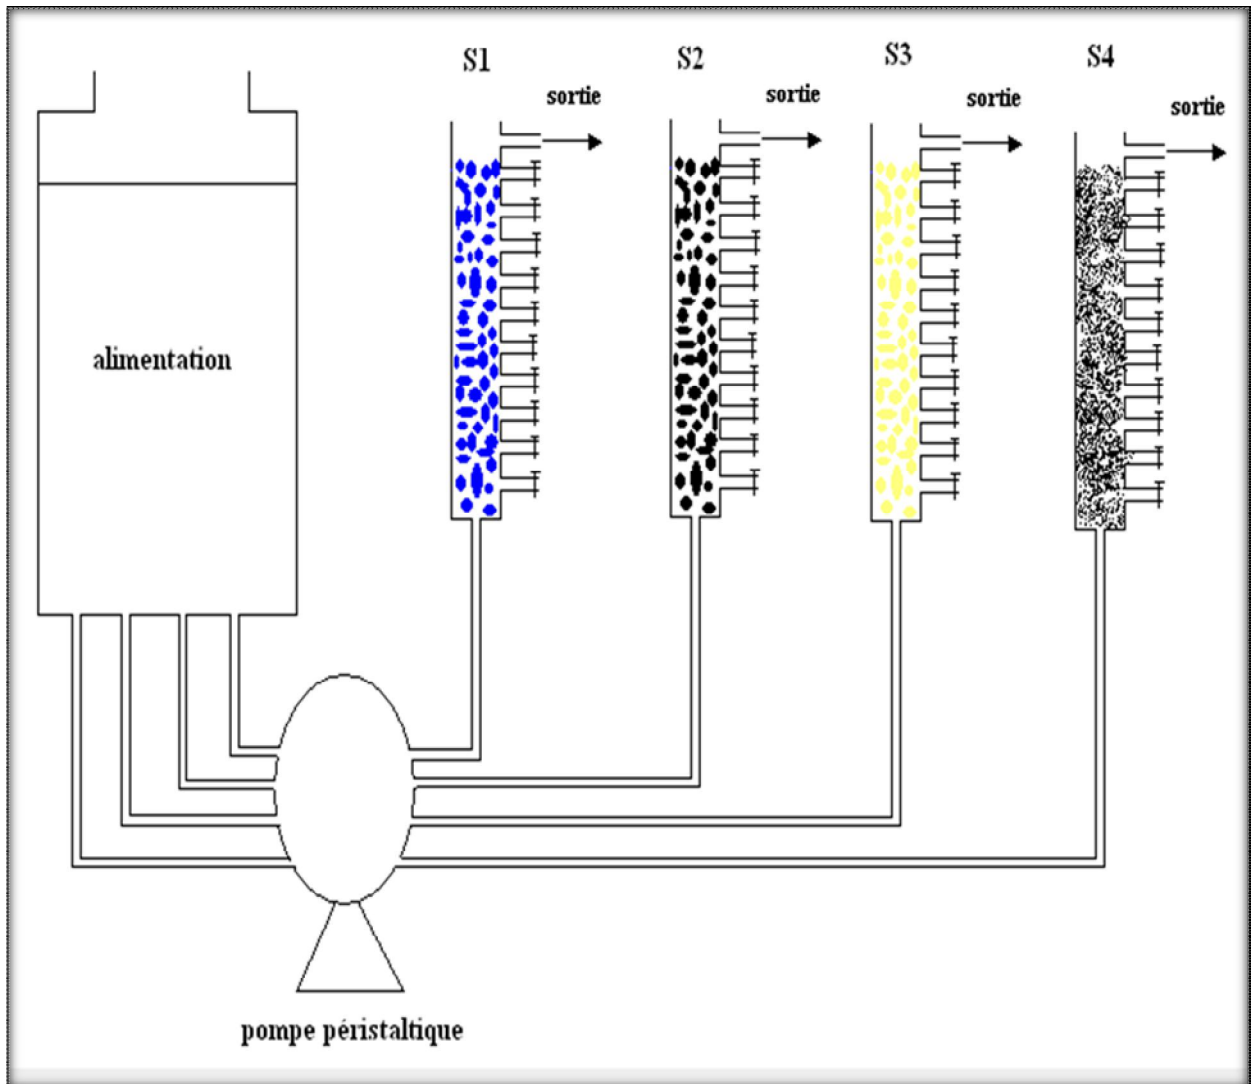 S1
S2
S3
S4
sortie
sortie
sortie
sortie
alimentation
pompe péristaltique